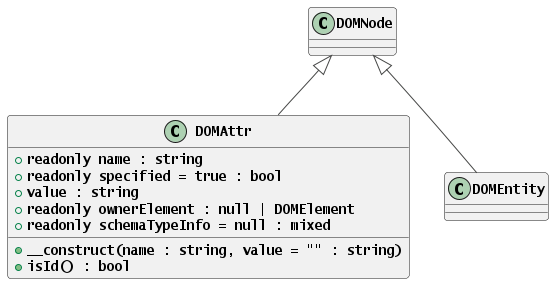 C DOMNode
C DOMAttr
readonly name : string
readonly specified = true : bool
value : string
readonly ownerElement : null | DOMElement
readonly schemaTypeInfo = null : mixed
__construct(name : string, value = "" : string)
isId() : bool
C DOMEntity